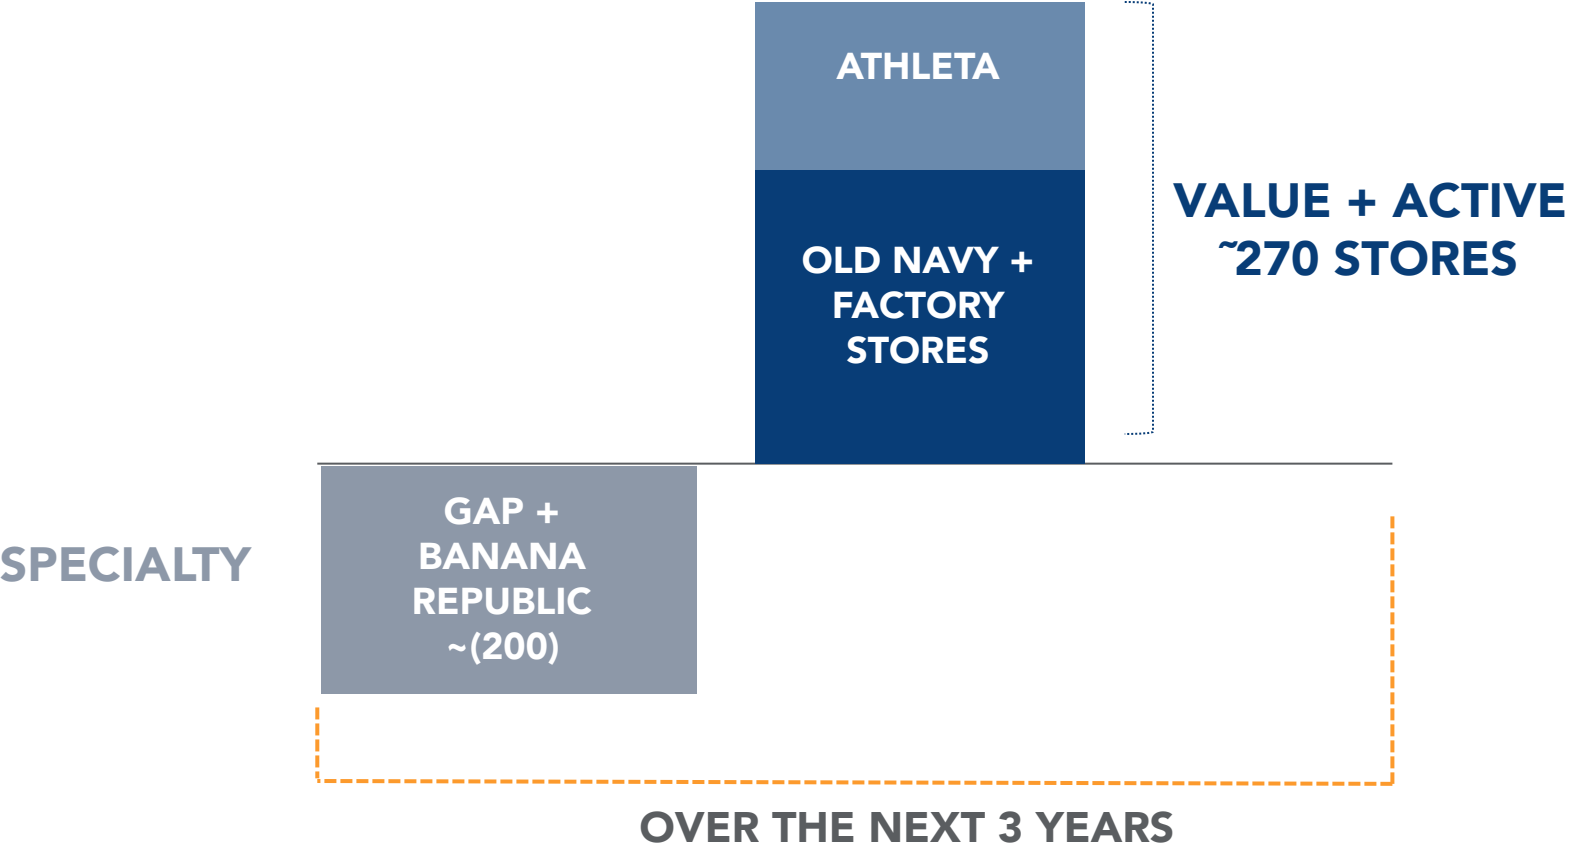 ATHLETA
VALUE + ACTIVE
~270 STORES
OLD NAVY +
FACTORY
STORES
SPECIALTY
GAP +
BANANA
REPUBLIC
~(200)
OVER THE NEXT 3 YEARS